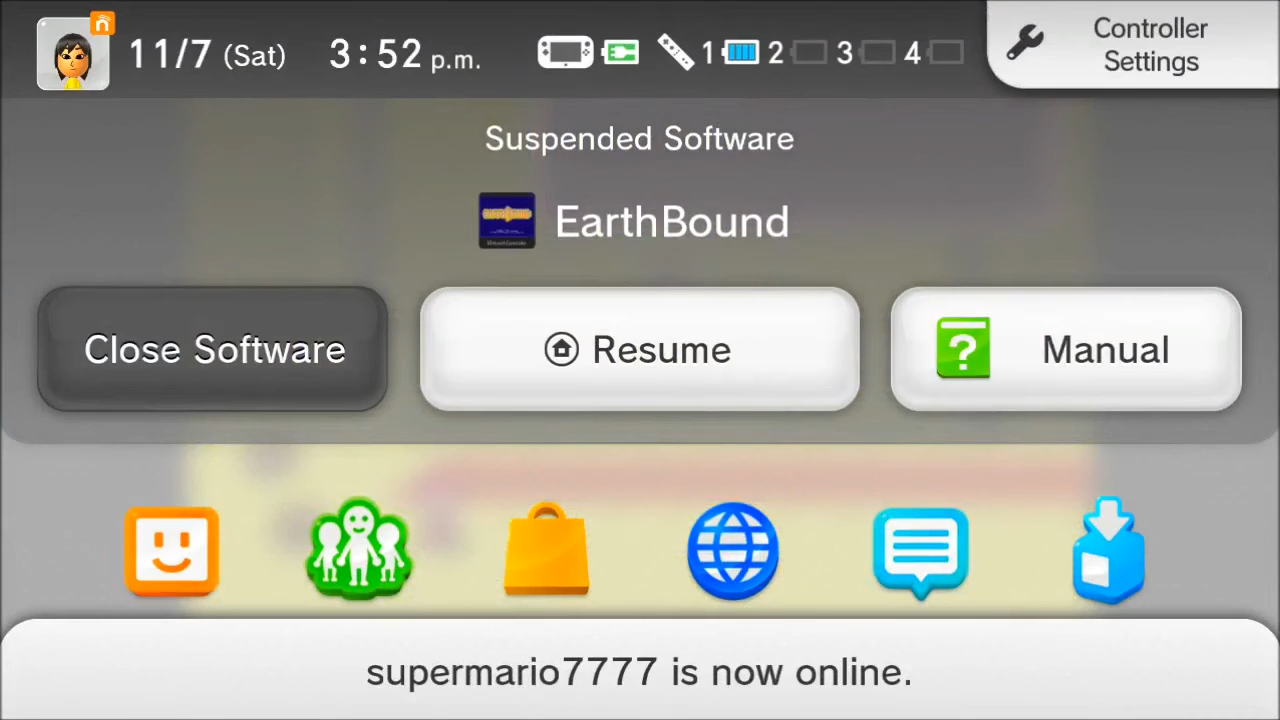 11/7 (Sat) 3:52 p.m. 1 2 3 4
Controller
Settings
Suspended Software
EarthBound
Close Software
Resume
? Manual
supermario7777 is now online.